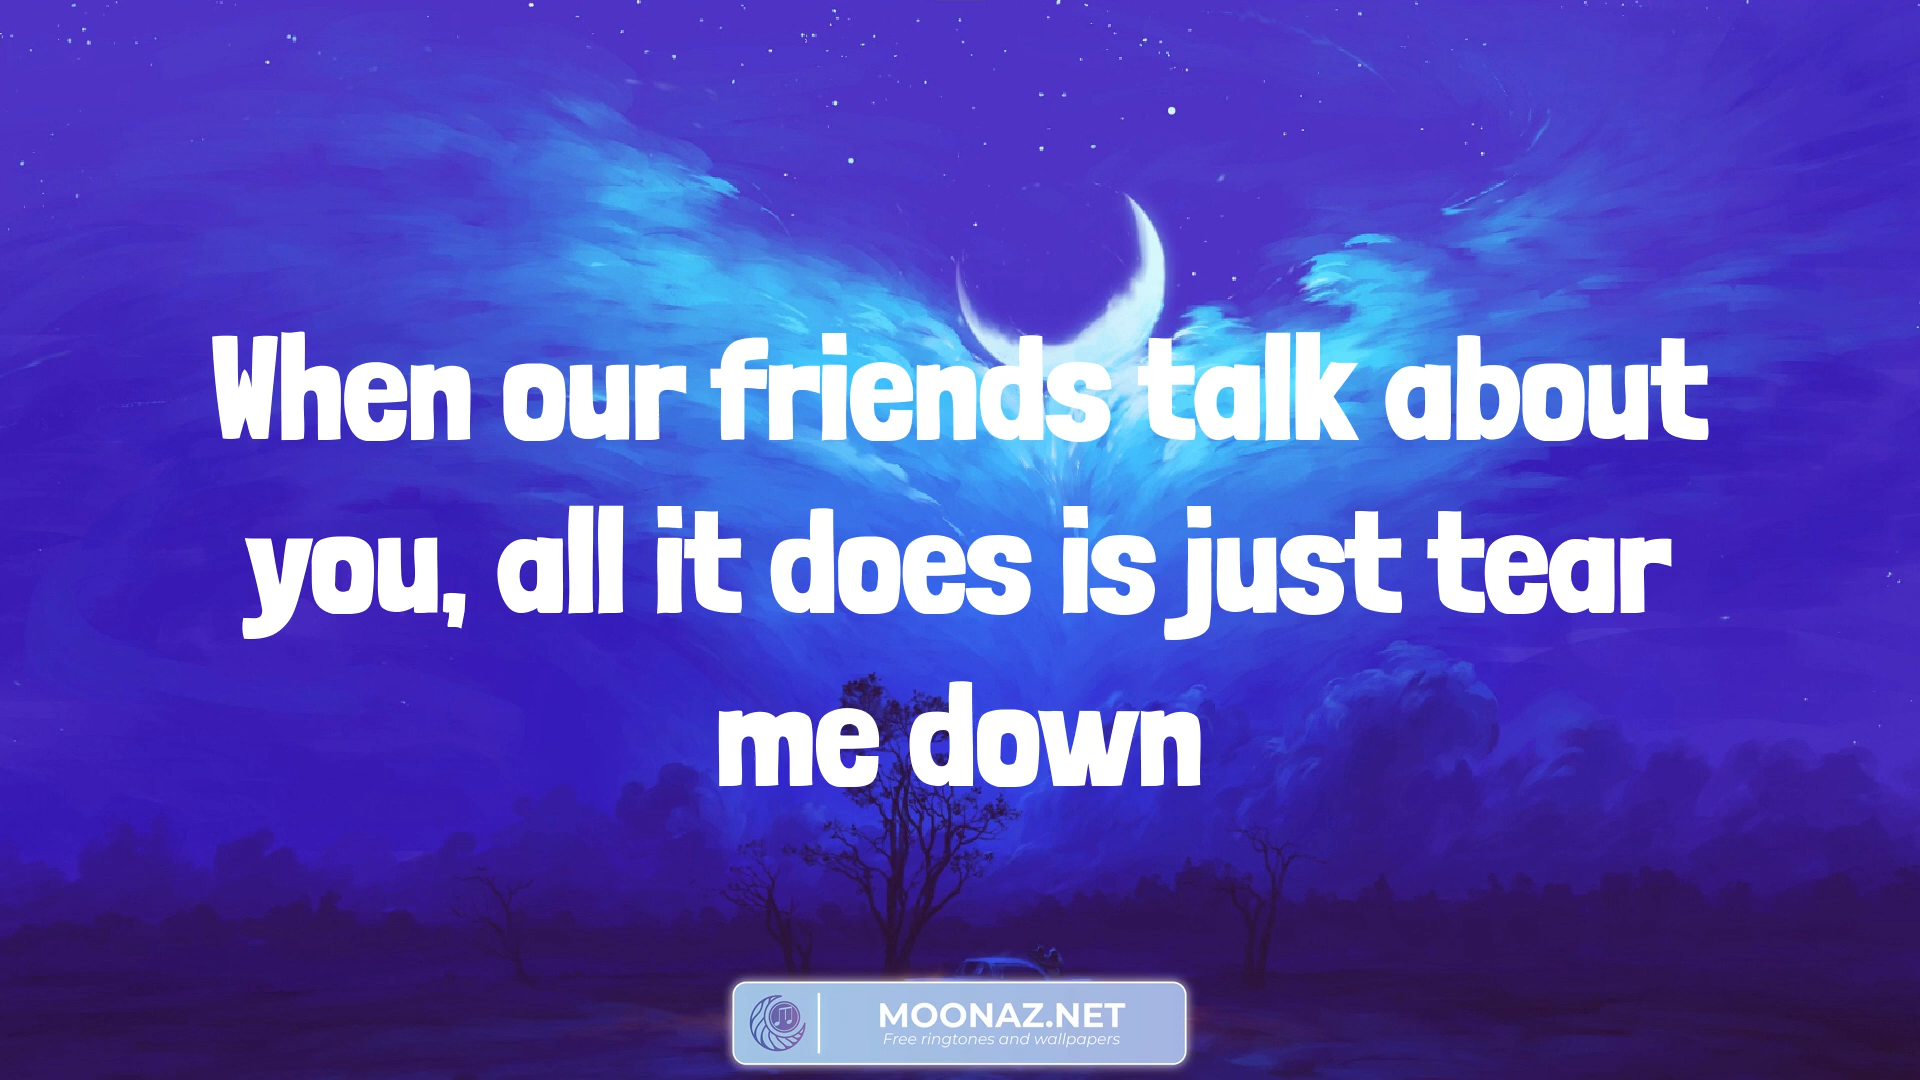 When our friends talk about
you, all it does is just tear
me down
MOONAZ.NET
Free ringtones and wallpapers